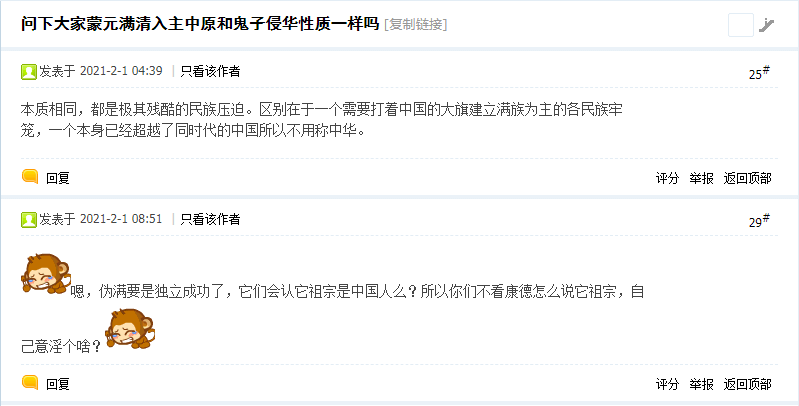 问下大家蒙元满清入主中原和鬼子侵华性质一样吗 [复制链接]
发表于 2021-2-1 04:39 | 只看该作者 25#
本质相同，都是极其残酷的民族压迫。区别在于一个需要打着中国的大旗建立满族为主的各民族牢
笼，一个本身已经超越了同时代的中国所以不用称中华。
回复 评分 举报 返回顶部
发表于 2021-2-1 08:51 | 只看该作者 29#
嗯，伪满要是独立成功了，它们会认它祖宗是中国人么？所以你们不看康德怎么说它祖宗，自
己意淫个啥？
回复 评分 举报 返回顶部